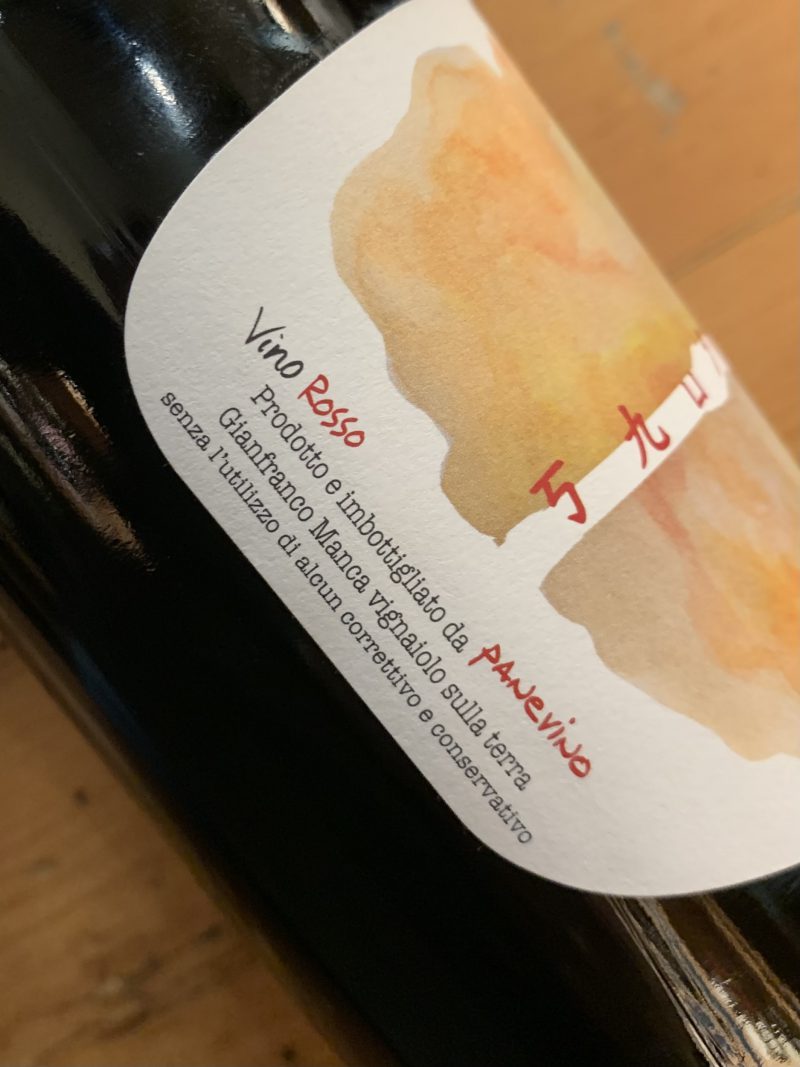 Vino Rosso
Prodotto e imbottigliato da PANEVINO
Gianfranco Manca vignaiolo sulla terra
senza l'utilizzo di alcun correttivo e conservativo